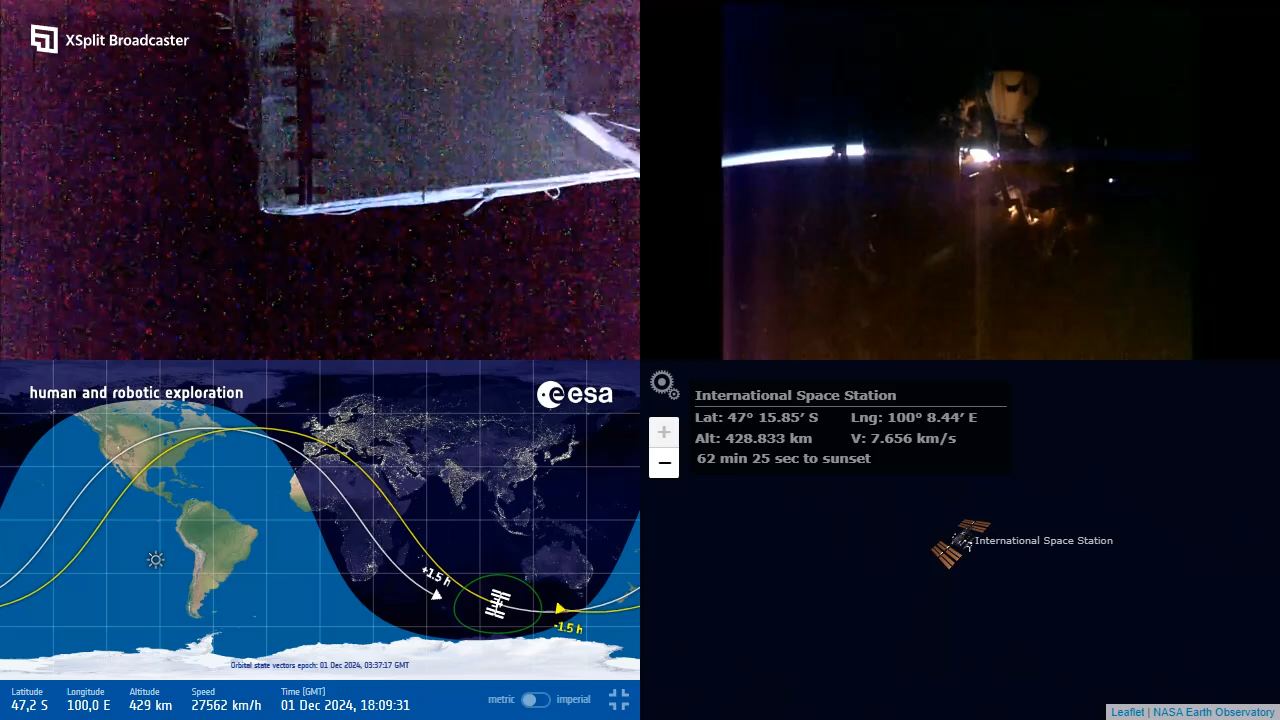 XSplit Broadcaster
human and robotic exploration
esa
+1.5 h
-1.5 h
Orbital state vectors epoch: 01 Dec 2024, 03:37:17 GMT
Latitude Longitude Altitude Speed Time [GMT]
47,2 S 100,0 E 423 km 27562 km/h 01 Dec 2024, 18:09:31
metric imperial
International Space Station
Lat: 47° 15.85′ S Lng: 100° 8.44′ E
Alt: 428.833 km V: 7.656 km/s
62 min 25 sec to sunset
+
−
International Space Station
Leaflet | NASA Earth Observatory